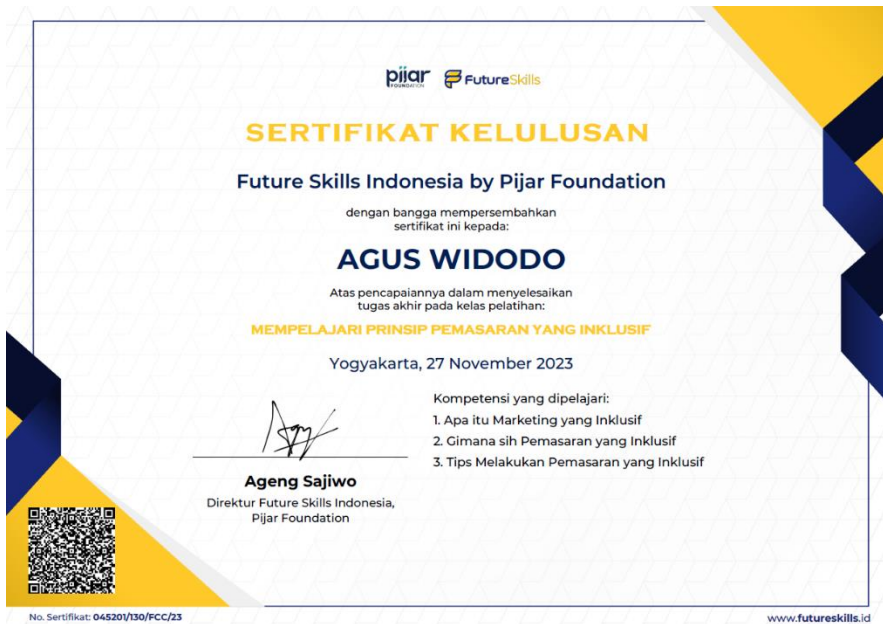 pijar
FOUNDATION
FutureSkills
SERTIFIKAT KELULUSAN
Future Skills Indonesia by Pijar Foundation
dengan bangga mempersembahkan
sertifikat ini kepada:
AGUS WIDODO
Atas pencapaiannya dalam menyelesaikan
tugas akhir pada kelas pelatihan:
MEMPELAJARI PRINSIP PEMASARAN YANG INKLUSIF
Yogyakarta, 27 November 2023
Kompetensi yang dipelajari:
1. Apa itu Marketing yang Inklusif
2. Gimana sih Pemasaran yang Inklusif
3. Tips Melakukan Pemasaran yang Inklusif
Ageng Sajiwo
Direktur Future Skills Indonesia,
Pijar Foundation
No. Sertifikat: 045201/130/FCC/23
www.futureskills.id